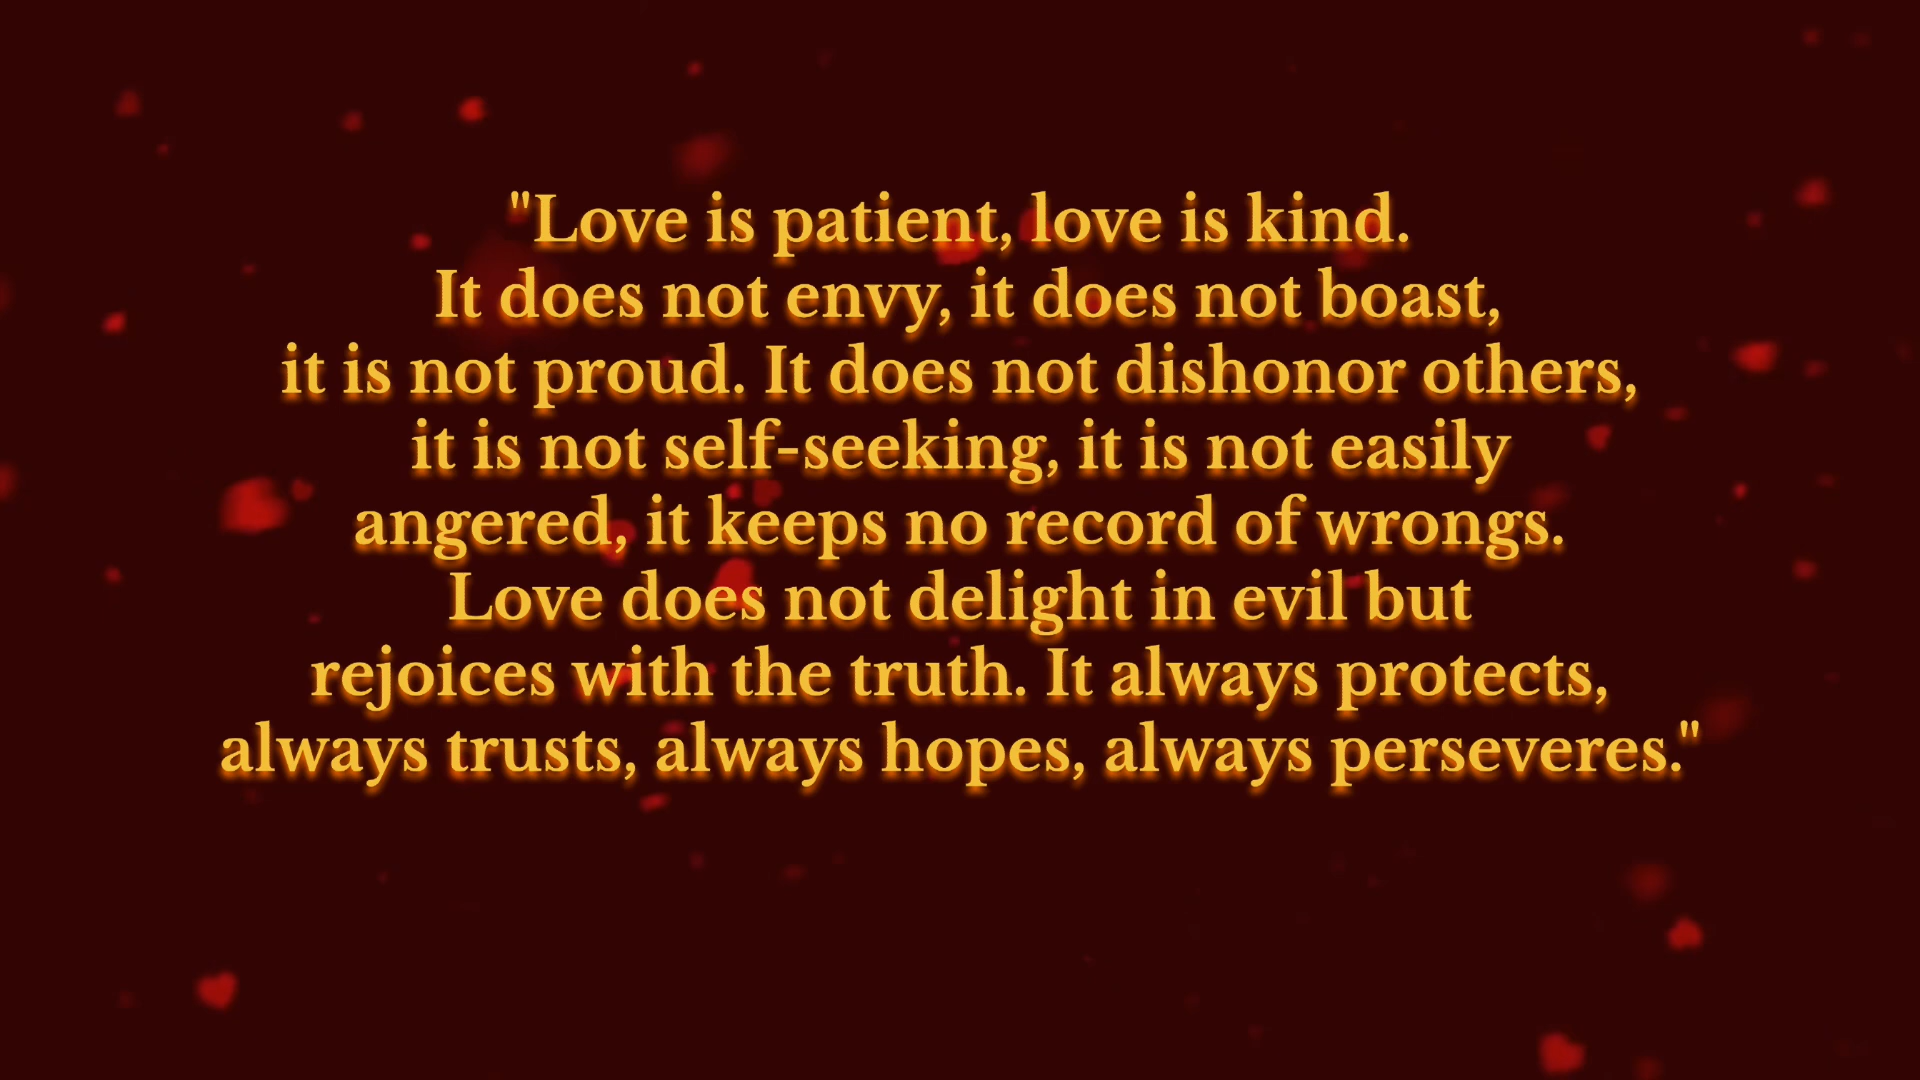 "Love is patient, love is kind.
It does not envy, it does not boast,
it is not proud. It does not dishonor others,
it is not self-seeking, it is not easily
angered, it keeps no record of wrongs.
Love does not delight in evil but
rejoices with the truth. It always protects,
always trusts, always hopes, always perseveres."